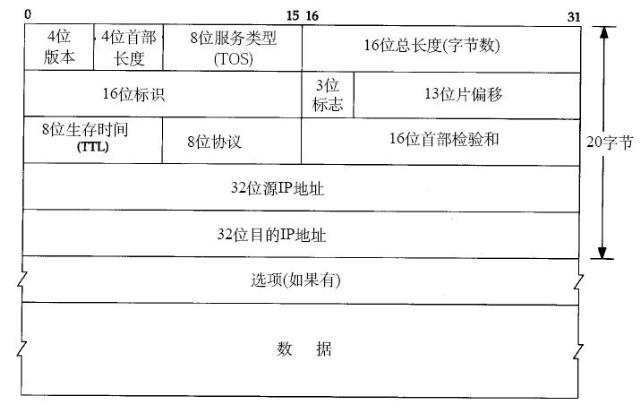 0 15 16 31
4位 4位首部 8位服务类型 16位总长度(字节数)
版本 长度 (TOS)
16位标识 3位 13位片偏移
标志
8位生存时间 8位协议 16位首部检验和
(TTL)
20字节
32位源IP地址
32位目的IP地址
选项(如果有)
数 据